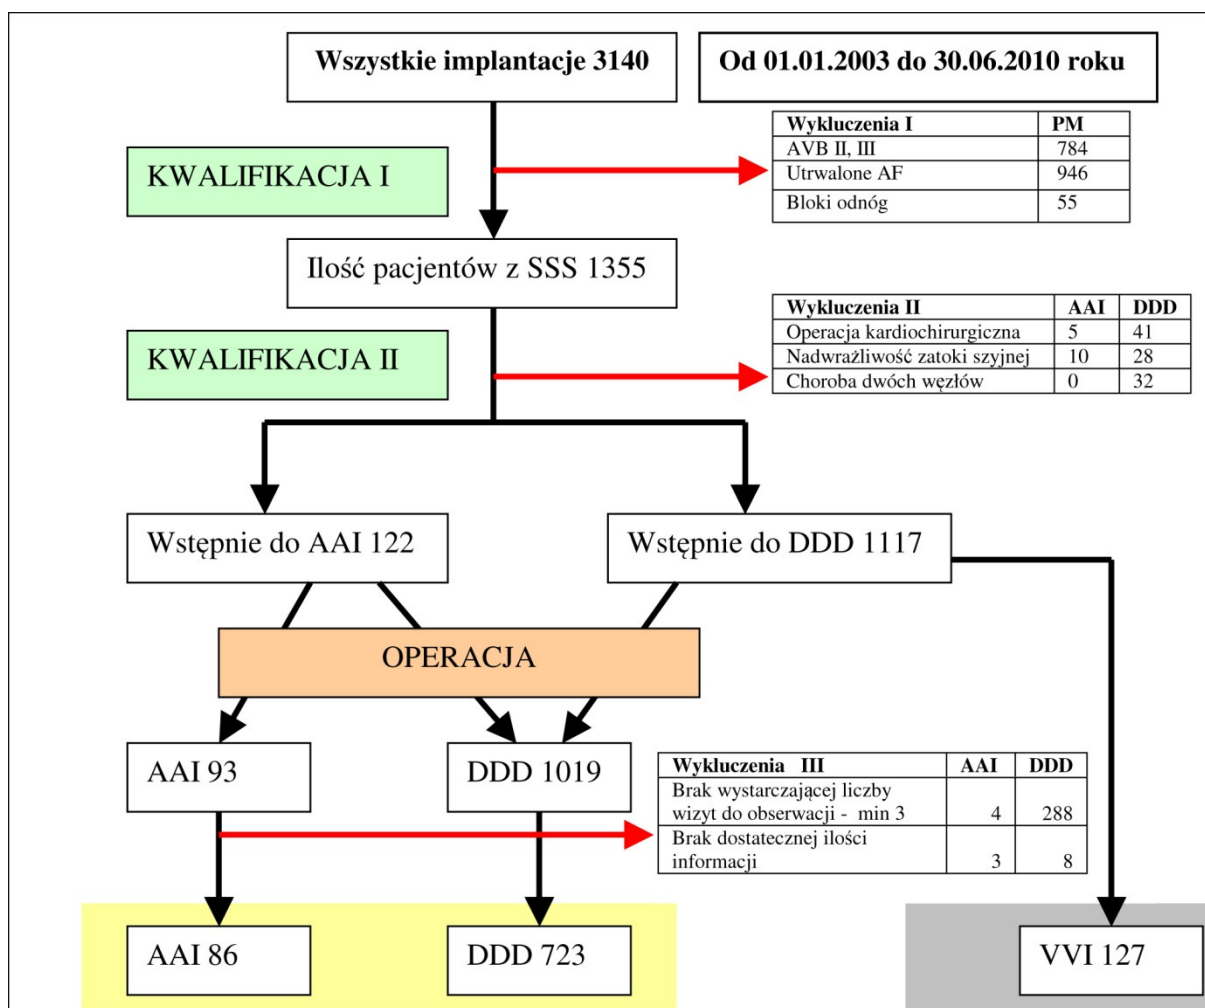 Wszystkie implantacje 3140
Od 01.01.2003 do 30.06.2010 roku
Wykluczenia I PM
AVB II, III 784
Utrwalone AF 946
Bloki odnóg 55
KWALIFIKACJA I
Ilość pacjentów z SSS 1355
Wykluczenia II AAI DDD
Operacja kardiochirurgiczna 5 41
Nadwrażliwość zatoki szyjnej 10 28
Choroba dwóch węzłów 0 32
KWALIFIKACJA II
Wstępnie do AAI 122
Wstępnie do DDD 1117
OPERACJA
AAI 93
DDD 1019
Wykluczenia III AAI DDD
Brak wystarczającej liczby
wizyt do obserwacji - min 3 4 288
Brak dostatecznej ilości
informacji 3 8
AAI 86
DDD 723
VVI 127